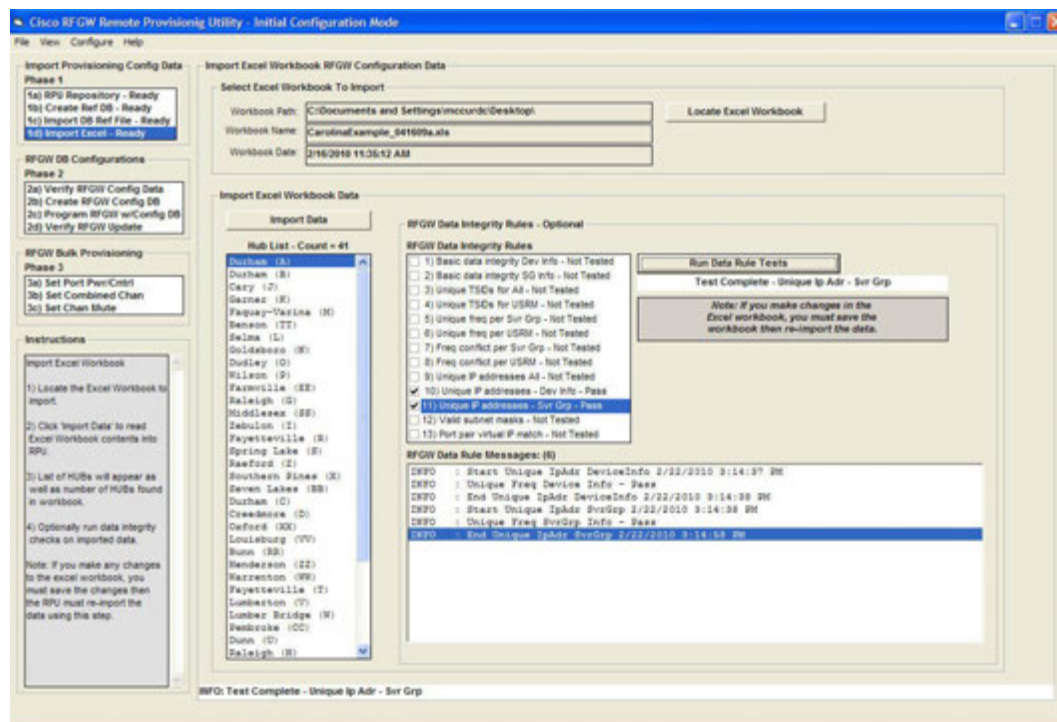 Cisco RFGW Remote Provisionig Utility - Initial Configuration Mode
File View Configure Help
Import Provisioning Config Data
Phase 1
1a) RPU Repository - Ready
1b) Create Ref DB - Ready
1c) Import DB Ref File - Ready
1d) Import Excel - Ready
RFGW DB Configurations
Phase 2
2a) Verify RFGW Config Data
2b) Create RFGW Config DB
2c) Program RFGW w/Config DB
2d) Verify RFGW Update
RFGW Bulk Provisioning
Phase 3
3a) Set Port Pwr/Cntrl
3b) Set Combined Chan
3c) Set Chan Mute
Instructions
Import Excel Workbook
1) Locate the Excel Workbook to
import.
2) Click 'Import Data' to read
Excel Workbook contents into
RPU.
3) List of HUBs will appear as
well as number of HUBs found
in workbook.
4) Optionally run data integrity
checks on imported data.
Note: If you make any changes
to the excel workbook, you
must save the changes then
the RPU must re-import the
data using this step.
Import Excel Workbook RFGW Configuration Data
Select Excel Workbook To Import
Workbook Path: C:\Documents and Settings\mccurdc\Desktop\
Locate Excel Workbook
Workbook Name: CarolinaExample_041609a.xls
Workbook Date: 2/16/2010 11:35:12 AM
Import Excel Workbook Data
Import Data
Hub List - Count = 41
Durham (A)
Durham (B)
Cary (J)
Garner (K)
Fuquay-Varina (M)
Benson (TT)
Selma (L)
Goldsboro (N)
Dudley (O)
Wilson (P)
Farmville (EE)
Raleigh (G)
Middlesex (SS)
Zebulon (I)
Fayetteville (R)
Spring Lake (S)
Raeford (Z)
Southern Pines (X)
Seven Lakes (BB)
Durham (C)
Creedmore (D)
Oxford (XX)
Louisburg (VV)
Bunn (RR)
Henderson (ZZ)
Warrenton (WW)
Fayetteville (T)
Lumberton (V)
Lumber Bridge (W)
Pembroke (CC)
Dunn (U)
Raleigh (H)
RFGW Data Integrity Rules - Optional
RFGW Data Integrity Rules
1) Basic data integrity Dev Info - Not Tested
2) Basic data integrity SG Info - Not Tested
3) Unique TSIDs for All - Not Tested
4) Unique TSIDs for USRM - Not Tested
5) Unique freq per Svr Grp - Not Tested
6) Unique freq per USRM - Not Tested
7) Freq conflict per Svr Grp - Not Tested
8) Freq conflict per USRM - Not Tested
9) Unique IP addresses All - Not Tested
10) Unique IP addresses - Dev Info - Pass
11) Unique IP addresses - Svr Grp - Pass
12) Valid subnet masks - Not Tested
13) Port pair virtual IP match - Not Tested
Run Data Rule Tests
Test Complete - Unique Ip Adr - Svr Grp
Note: If you make changes in the
Excel workbook, you must save the
workbook then re-import the data.
RFGW Data Rule Messages: (6)
INFO : Start Unique IpAdr DeviceInfo 2/22/2010 3:14:37 PM
INFO : Unique Freq Device Info - Pass
INFO : End Unique IpAdr DeviceInfo 2/22/2010 3:14:38 PM
INFO : Start Unique IpAdr SvrGrp 2/22/2010 3:14:38 PM
INFO : Unique Freq SvrGrp Info - Pass
INFO : End Unique IpAdr SvrGrp 2/22/2010 3:14:58 PM
INFO: Test Complete - Unique Ip Adr - Svr Grp